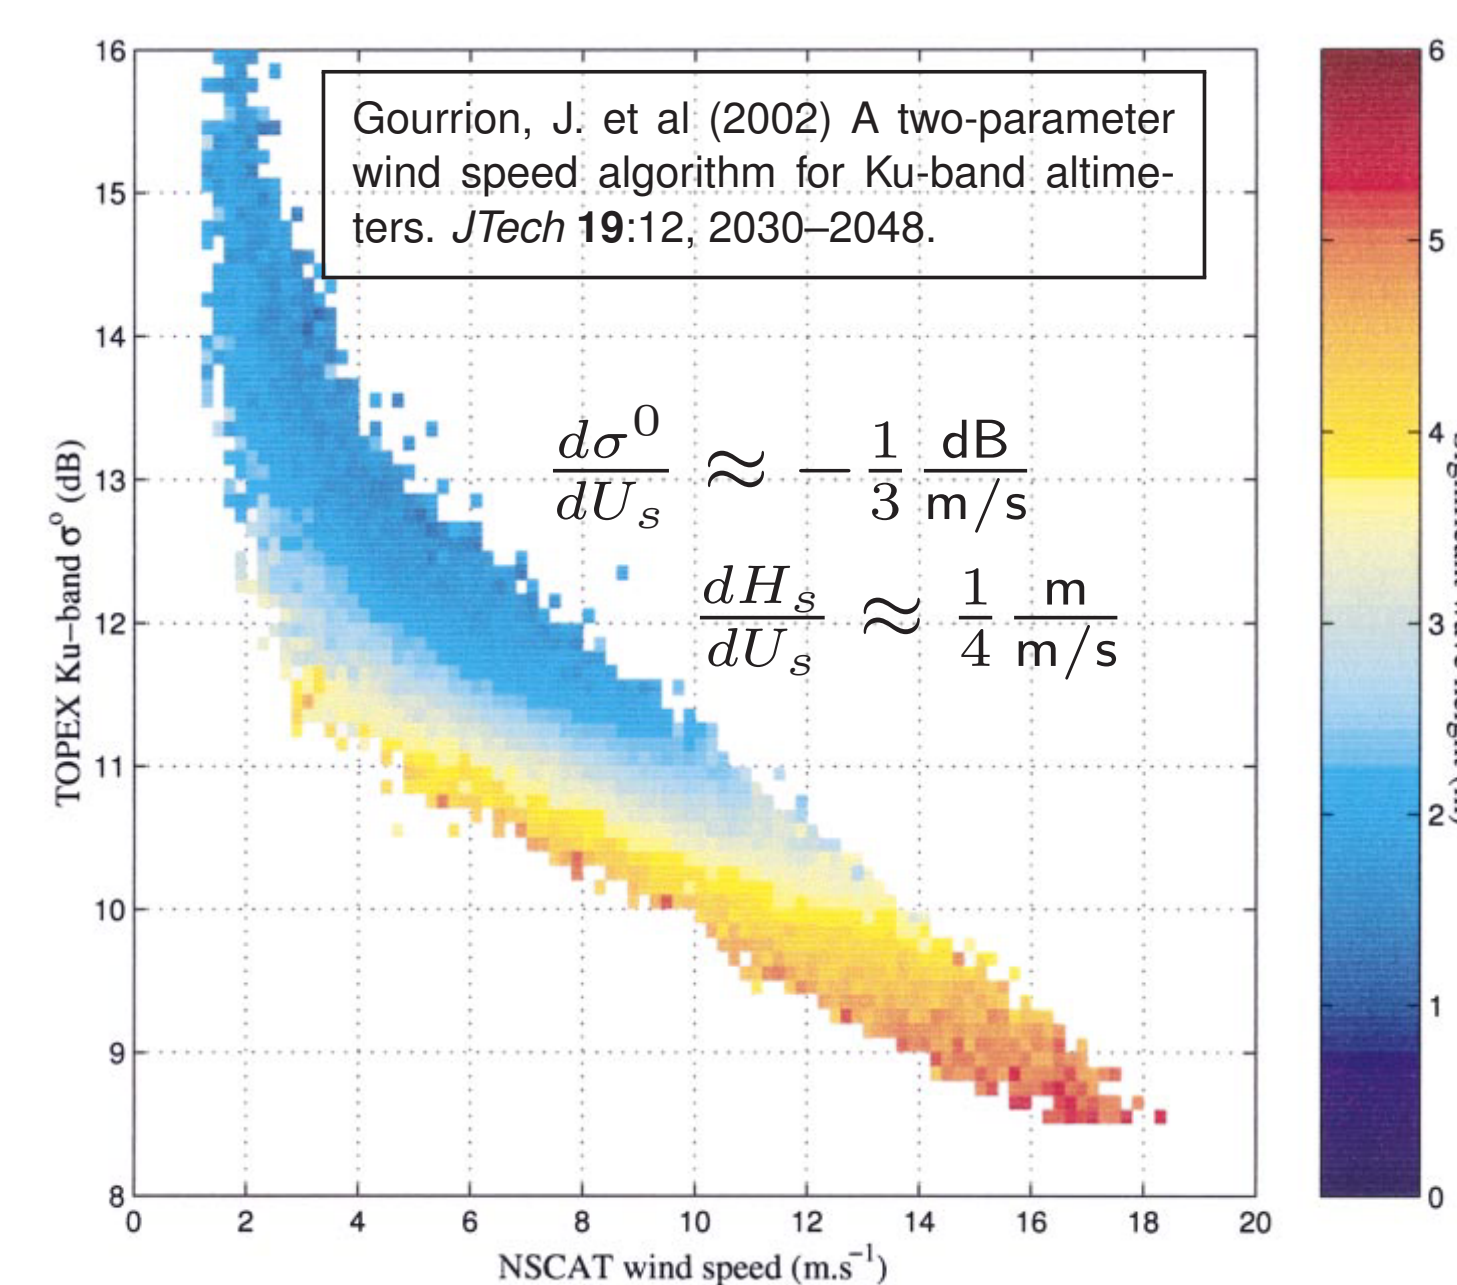 Gourrion, J. et al (2002) A two-parameter
wind speed algorithm for Ku-band altime-
ters. JTech 19:12, 2030–2048.
dσ⁰/dUₛ ≈ − 1/3 dB/m/s
dHₛ/dUₛ ≈ 1/4 m/m/s
TOPEX Ku−band σ° (dB)
16
15
14
13
12
11
10
9
8
0 2 4 6 8 10 12 14 16 18 20
NSCAT wind speed (m.s⁻¹)
6
5
4
3
2
1
0